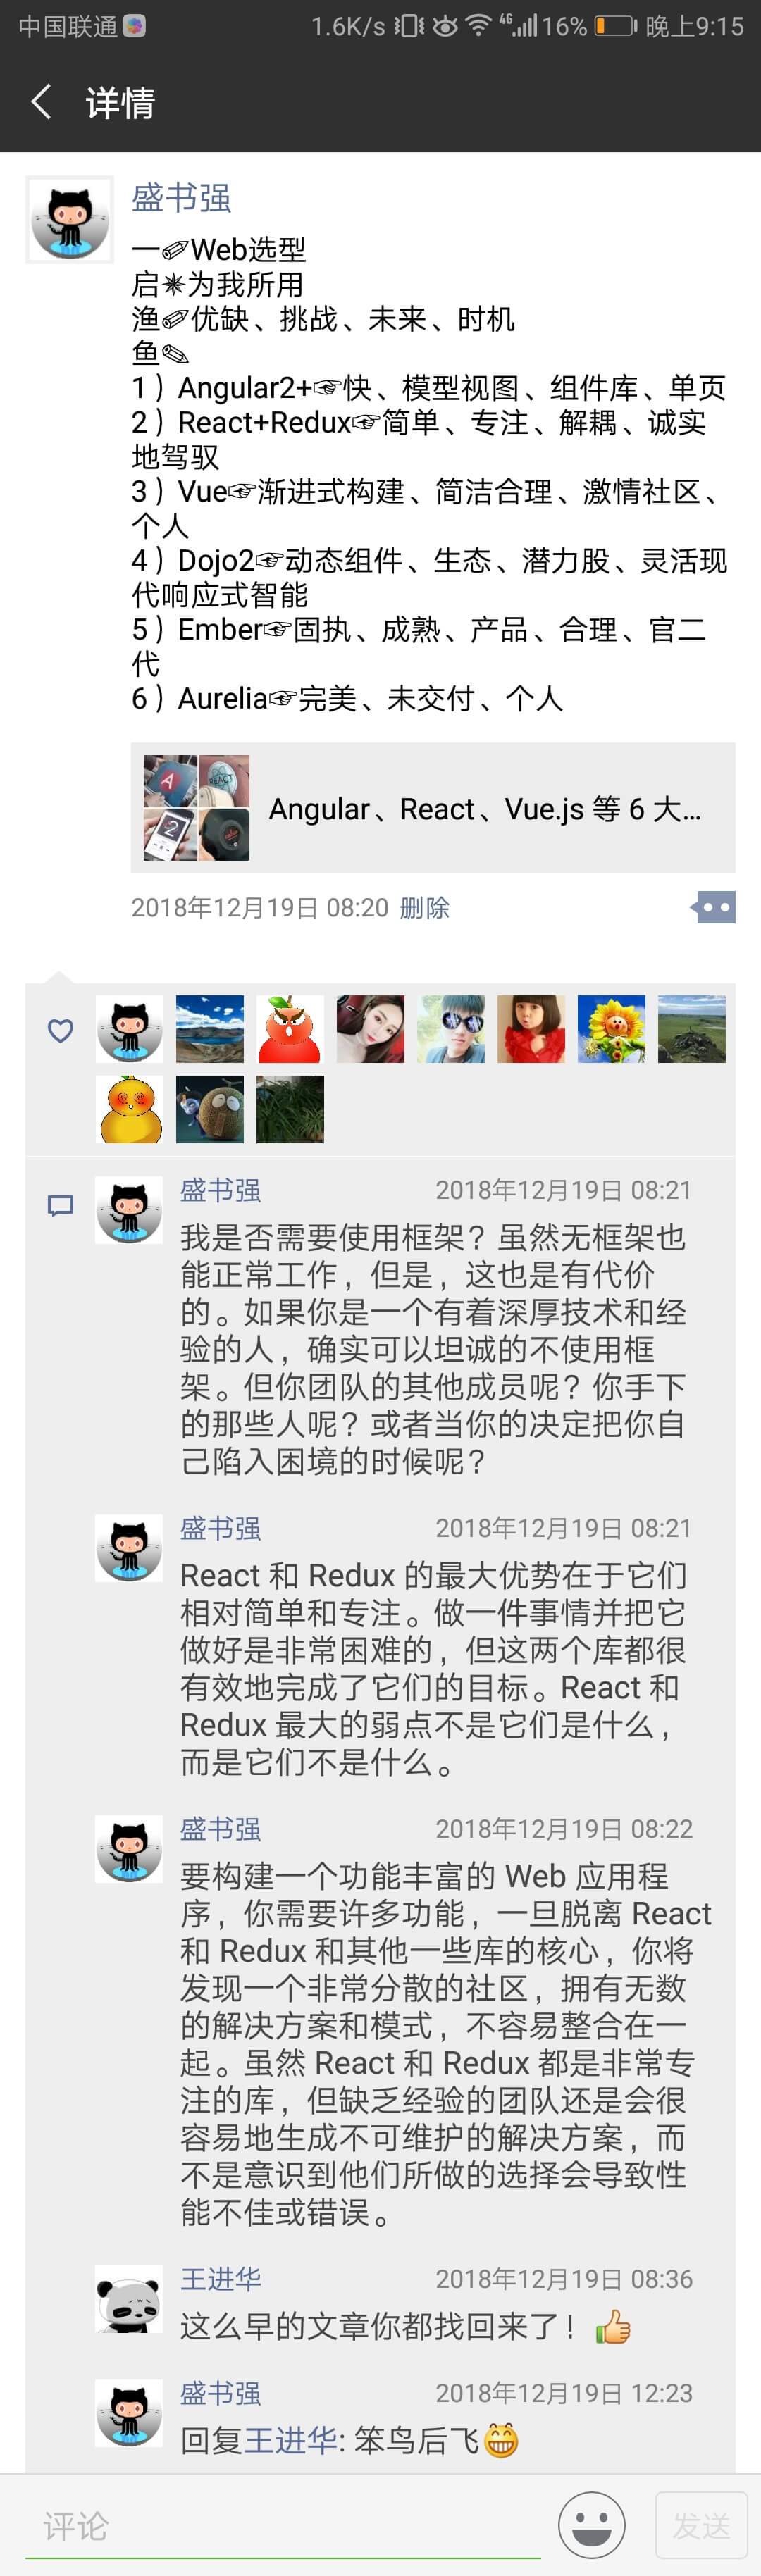 中国联通 1.6K/s 4G 16% 晚上9:15
详情
盛书强
一✐Web选型
启✴为我所用
渔✐优缺、挑战、未来、时机
鱼✎
1）Angular2+☞快、模型视图、组件库、单页
2）React+Redux☞简单、专注、解耦、诚实
地驾驭
3）Vue☞渐进式构建、简洁合理、激情社区、
个人
4）Dojo2☞动态组件、生态、潜力股、灵活现
代响应式智能
5）Ember☞固执、成熟、产品、合理、官二
代
6）Aurelia☞完美、未交付、个人
A
REACT
2
Angular、React、Vue.js 等 6 大...
2018年12月19日 08:20 删除
盛书强 2018年12月19日 08:21
我是否需要使用框架？虽然无框架也
能正常工作，但是，这也是有代价
的。如果你是一个有着深厚技术和经
验的人，确实可以坦诚的不使用框
架。但你团队的其他成员呢？你手下
的那些人呢？或者当你的决定把你自
己陷入困境的时候呢？
盛书强 2018年12月19日 08:21
React 和 Redux 的最大优势在于它们
相对简单和专注。做一件事情并把它
做好是非常困难的，但这两个库都很
有效地完成了它们的目标。React 和
Redux 最大的弱点不是它们是什么，
而是它们不是什么。
盛书强 2018年12月19日 08:22
要构建一个功能丰富的 Web 应用程
序，你需要许多功能，一旦脱离 React
和 Redux 和其他一些库的核心，你将
发现一个非常分散的社区，拥有无数
的解决方案和模式，不容易整合在一
起。虽然 React 和 Redux 都是非常专
注的库，但缺乏经验的团队还是会很
容易地生成不可维护的解决方案，而
不是意识到他们所做的选择会导致性
能不佳或错误。
王进华 2018年12月19日 08:36
这么早的文章你都找回来了！👍
盛书强 2018年12月19日 12:23
回复王进华: 笨鸟后飞😁
评论 发送